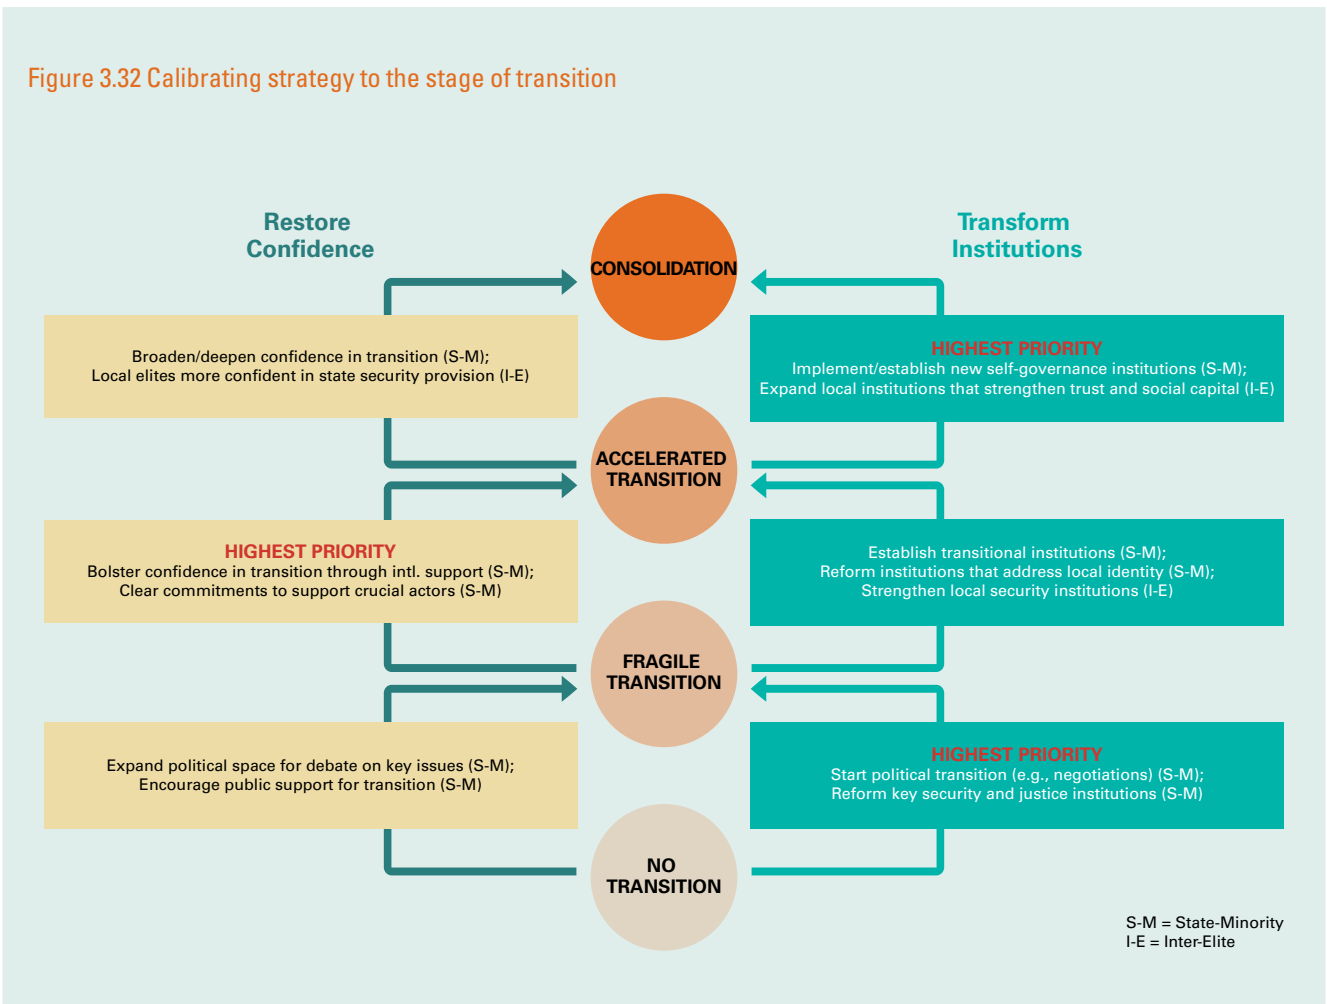 Figure 3.32 Calibrating strategy to the stage of transition
Restore
Confidence
CONSOLIDATION
Transform
Institutions
Broaden/deepen confidence in transition (S-M);
Local elites more confident in state security provision (I-E)
HIGHEST PRIORITY
Implement/establish new self-governance institutions (S-M);
Expand local institutions that strengthen trust and social capital (I-E)
ACCELERATED
TRANSITION
HIGHEST PRIORITY
Bolster confidence in transition through intl. support (S-M);
Clear commitments to support crucial actors (S-M)
Establish transitional institutions (S-M);
Reform institutions that address local identity (S-M);
Strengthen local security institutions (I-E)
FRAGILE
TRANSITION
Expand political space for debate on key issues (S-M);
Encourage public support for transition (S-M)
HIGHEST PRIORITY
Start political transition (e.g., negotiations) (S-M);
Reform key security and justice institutions (S-M)
NO
TRANSITION
S-M = State-Minority
I-E = Inter-Elite